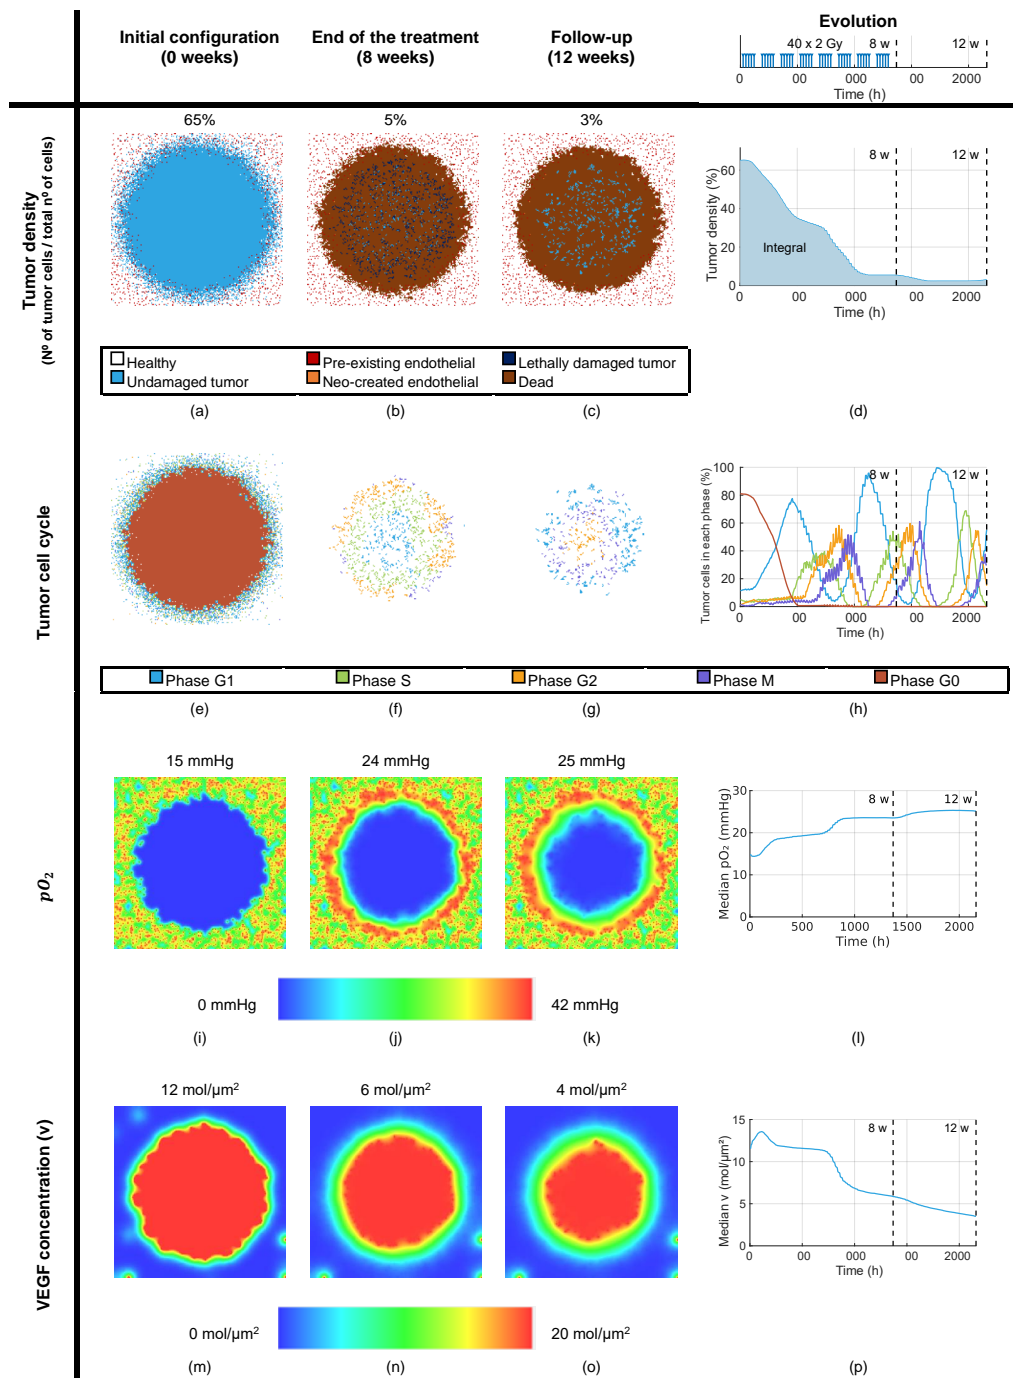 Initial configuration
(0 weeks)
End of the treatment
(8 weeks)
Follow-up
(12 weeks)
Evolution
40 x 2 Gy
8 w
12 w
0
00
000
00
2000
Time (h)
Tumor density
(Nº of tumor cells / total nº of cells)
65%
5%
3%
Tumor density (%)
60
40
20
0
8 w
12 w
Integral
0
00
000
00
2000
Time (h)
Healthy
Pre-existing endothelial
Lethally damaged tumor
Undamaged tumor
Neo-created endothelial
Dead
(a)
(b)
(c)
(d)
Tumor cell cycle
Tumor cells in each phase (%)
100
80
60
40
20
0
8 w
12 w
0
00
000
00
2000
Time (h)
Phase G1
Phase S
Phase G2
Phase M
Phase G0
(e)
(f)
(g)
(h)
pO₂
15 mmHg
24 mmHg
25 mmHg
Median pO₂ (mmHg)
30
20
10
0
8 w
12 w
0
500
1000
1500
2000
Time (h)
0 mmHg
42 mmHg
(i)
(j)
(k)
(l)
VEGF concentration (v)
12 mol/µm²
6 mol/µm²
4 mol/µm²
Median v (mol/µm²)
15
10
5
0
8 w
12 w
0
00
000
00
2000
Time (h)
0 mol/µm²
20 mol/µm²
(m)
(n)
(o)
(p)